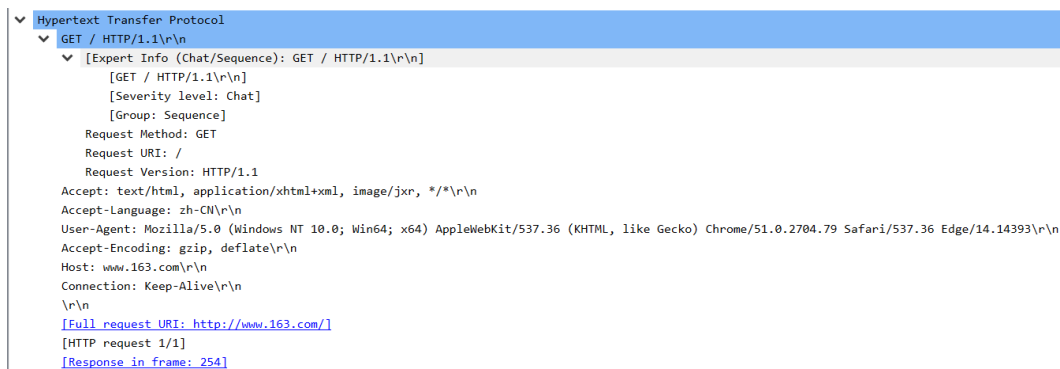 Hypertext Transfer Protocol
GET / HTTP/1.1\r\n
[Expert Info (Chat/Sequence): GET / HTTP/1.1\r\n]
[GET / HTTP/1.1\r\n]
[Severity level: Chat]
[Group: Sequence]
Request Method: GET
Request URI: /
Request Version: HTTP/1.1
Accept: text/html, application/xhtml+xml, image/jxr, */*\r\n
Accept-Language: zh-CN\r\n
User-Agent: Mozilla/5.0 (Windows NT 10.0; Win64; x64) AppleWebKit/537.36 (KHTML, like Gecko) Chrome/51.0.2704.79 Safari/537.36 Edge/14.14393\r\n
Accept-Encoding: gzip, deflate\r\n
Host: www.163.com\r\n
Connection: Keep-Alive\r\n
\r\n
[Full request URI: http://www.163.com/]
[HTTP request 1/1]
[Response in frame: 254]